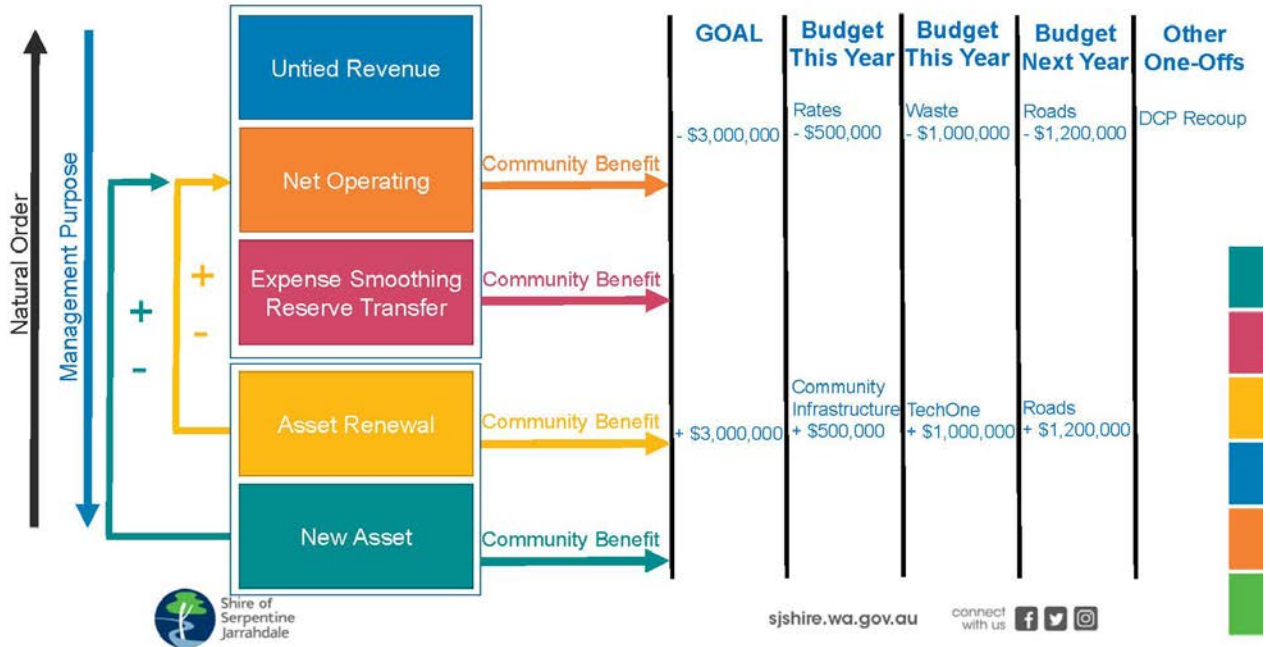 Natural Order
Management Purpose
Untied Revenue
Net Operating
Expense Smoothing
Reserve Transfer
Asset Renewal
New Asset
+
-
+
-
Community Benefit
Community Benefit
Community Benefit
Community Benefit
GOAL
- $3,000,000
+ $3,000,000
Budget
This Year
Rates
- $500,000
Community
Infrastructure
+ $500,000
Budget
This Year
Waste
- $1,000,000
TechOne
+ $1,000,000
Budget
Next Year
Roads
- $1,200,000
Roads
+ $1,200,000
Other
One-Offs
DCP Recoup
Shire of
Serpentine
Jarrahdale
sjshire.wa.gov.au
connect
with us